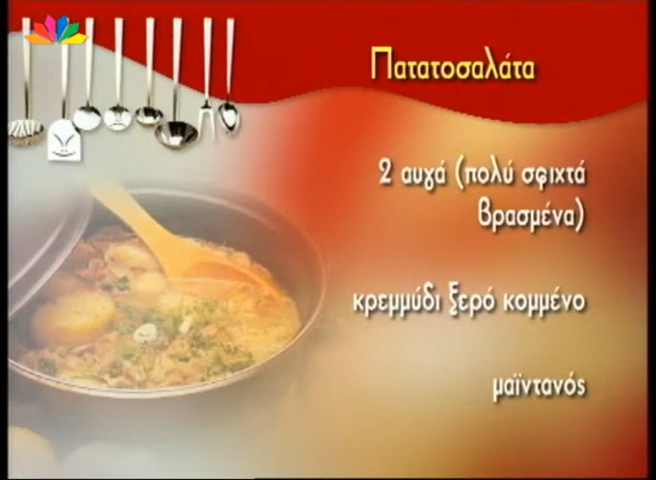 Πατατοσαλάτα
2 αυγά (πολύ σφιχτά
βρασμένα)
κρεμμύδι ξερό κομμένο
μαϊντανός